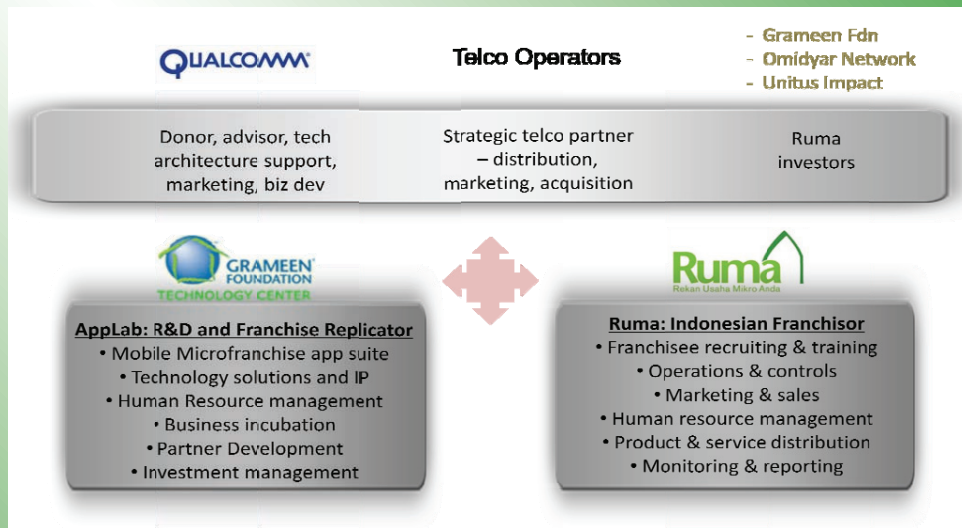 QUALCOMM
Telco Operators
- Grameen Fdn
- Omidyar Network
- Unitus Impact
Donor, advisor, tech
architecture support,
marketing, biz dev
Strategic telco partner
– distribution,
marketing, acquisition
Ruma
investors
GRAMEEN
FOUNDATION
TECHNOLOGY CENTER
Ruma
Rekan Usaha Mikro Anda
AppLab: R&D and Franchise Replicator
• Mobile Microfranchise app suite
• Technology solutions and IP
• Human Resource management
• Business incubation
• Partner Development
• Investment management
Ruma: Indonesian Franchisor
• Franchisee recruiting & training
• Operations & controls
• Marketing & sales
• Human resource management
• Product & service distribution
• Monitoring & reporting